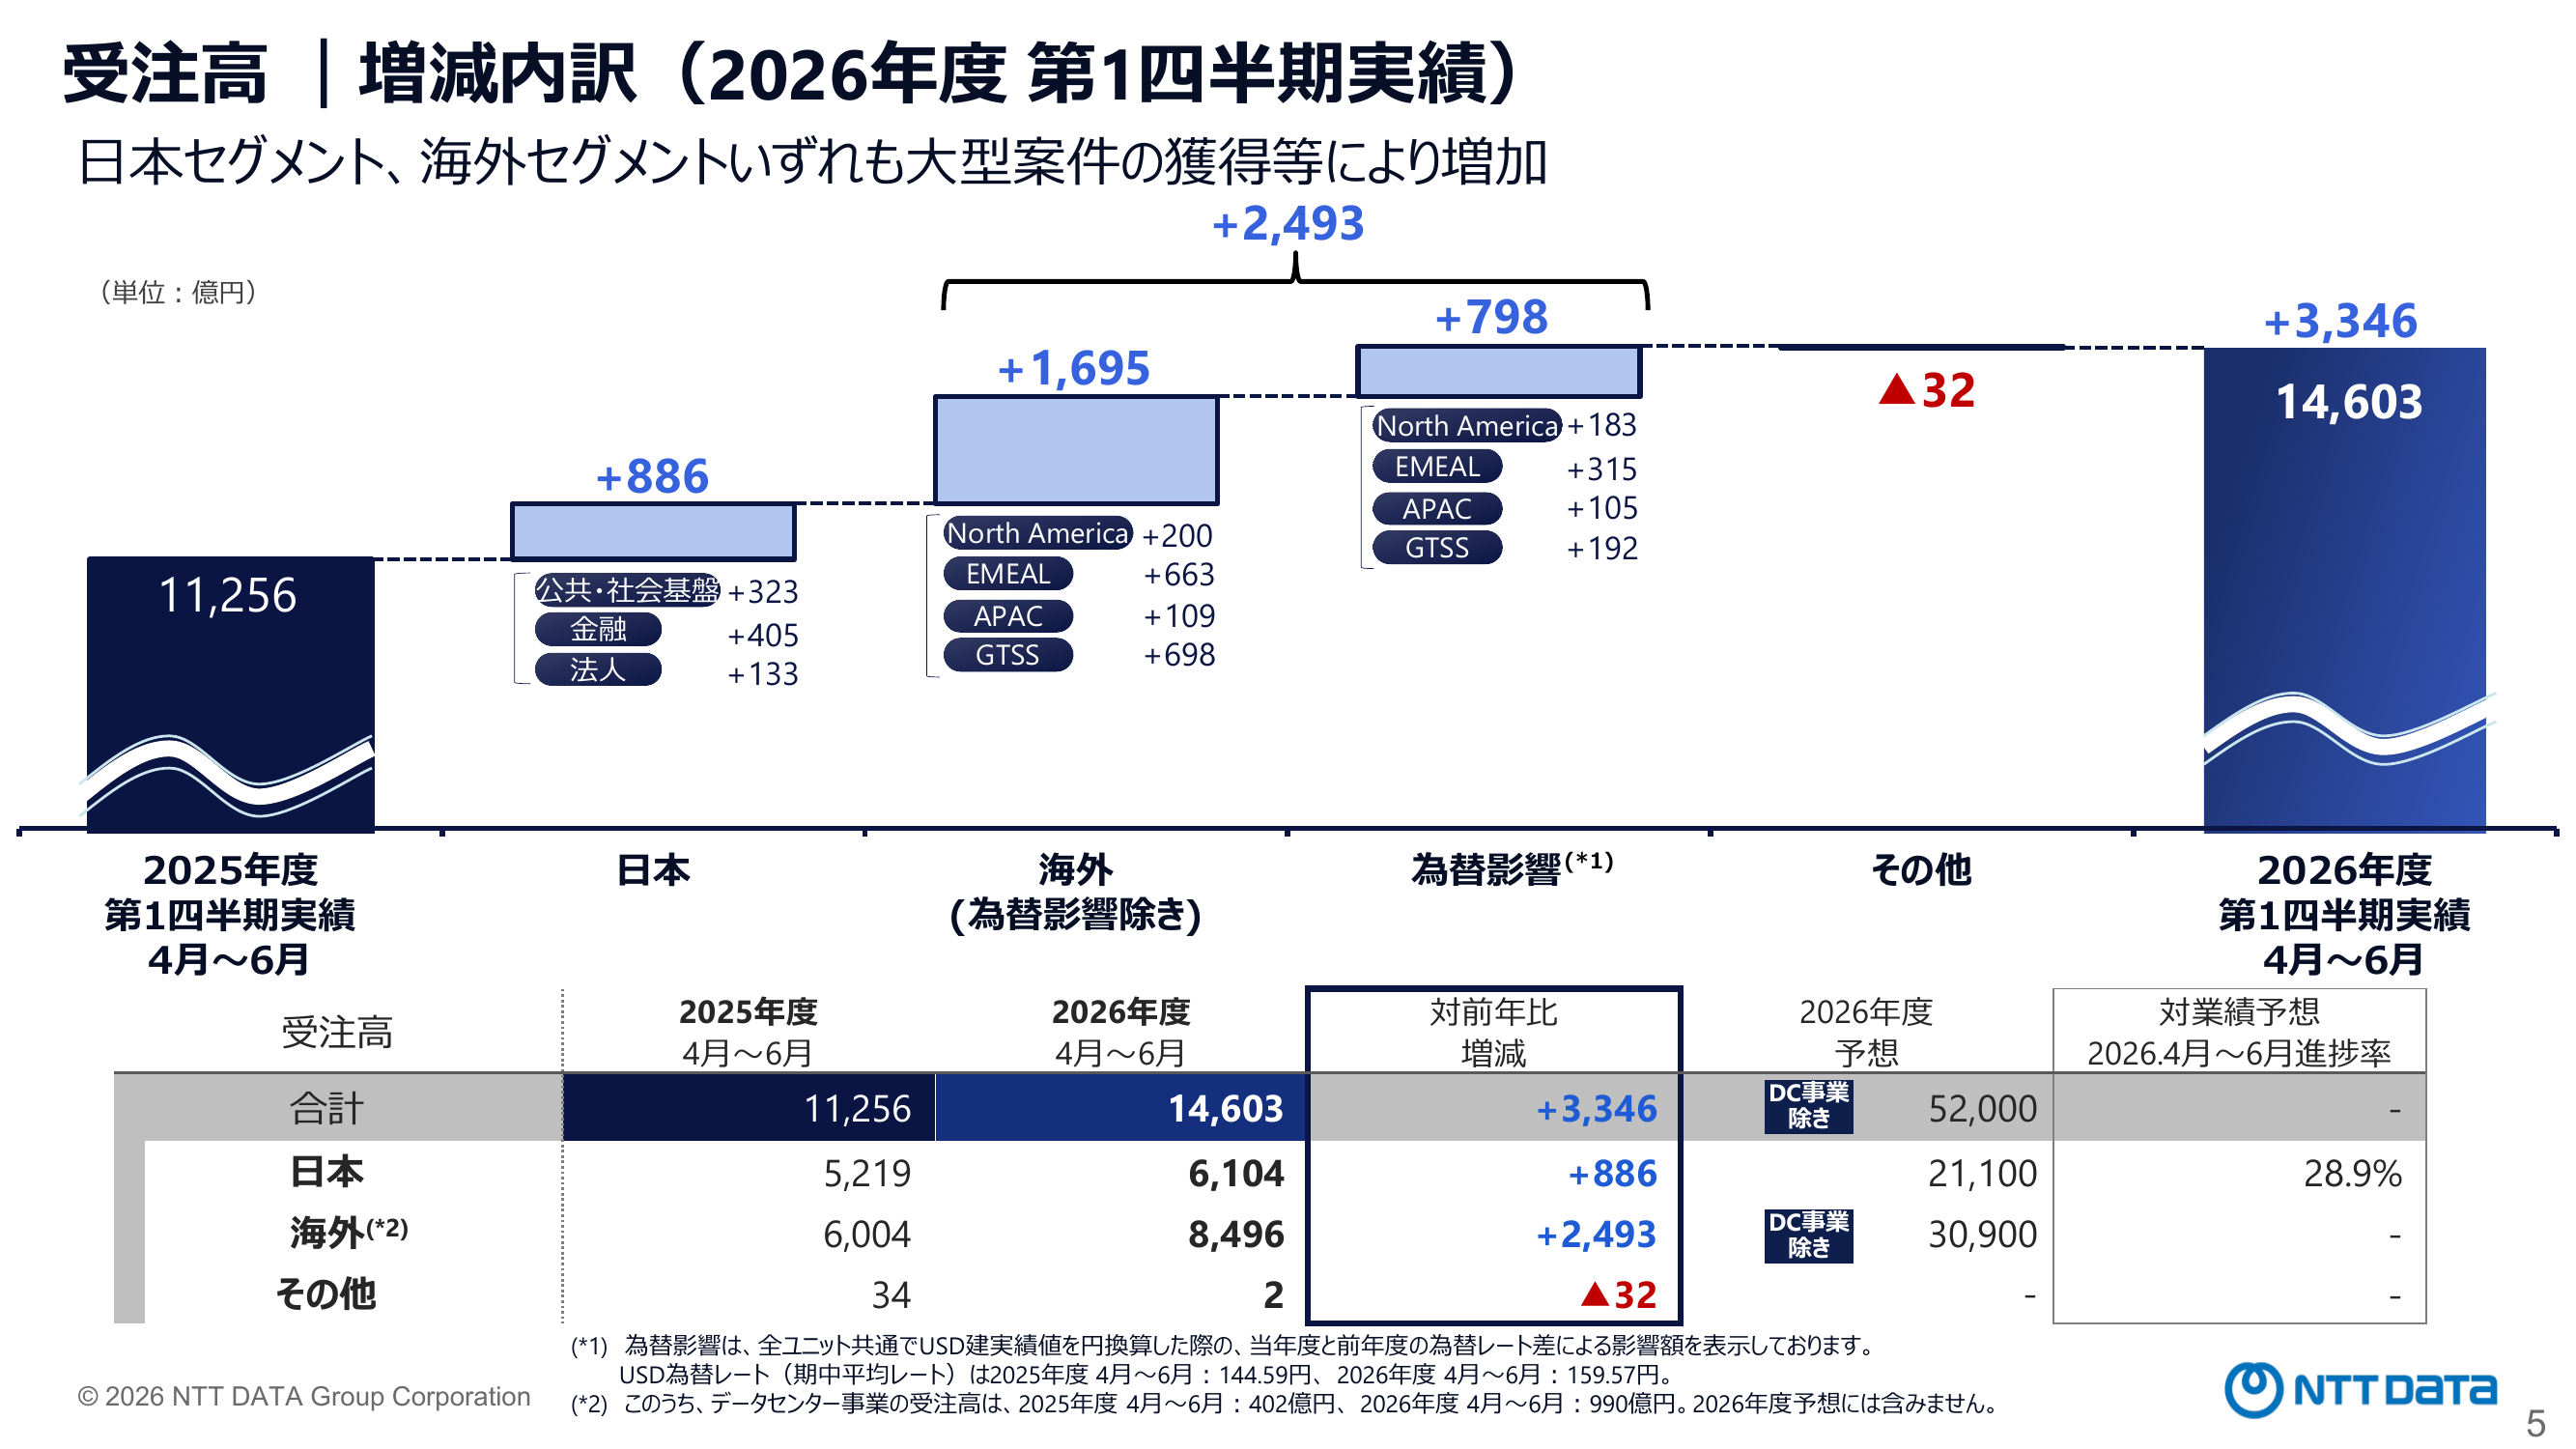 受注高 ｜増減内訳（2026年度 第1四半期実績）
日本セグメント、海外セグメントいずれも大型案件の獲得等により増加
（単位：億円）
+2,493
11,256
+886
公共・社会基盤 +323
金融 +405
法人 +133
+1,695
North America +200
EMEAL +663
APAC +109
GTSS +698
+798
North America +183
EMEAL +315
APAC +105
GTSS +192
▲32
+3,346
14,603
2025年度
第1四半期実績
4月～6月
日本
海外
(為替影響除き)
為替影響(*1)
その他
2026年度
第1四半期実績
4月～6月
受注高
2025年度
4月～6月
2026年度
4月～6月
対前年比
増減
2026年度
予想
対業績予想
2026.4月～6月進捗率
合計 11,256 14,603 +3,346 DC事業除き 52,000 -
日本 5,219 6,104 +886 21,100 28.9%
海外(*2) 6,004 8,496 +2,493 DC事業除き 30,900 -
その他 34 2 ▲32 - -
(*1) 為替影響は、全ユニット共通でUSD建実績値を円換算した際の、当年度と前年度の為替レート差による影響額を表示しております。
USD為替レート（期中平均レート）は2025年度 4月～6月：144.59円、2026年度 4月～6月：159.57円。
(*2) このうち、データセンター事業の受注高は、2025年度 4月～6月：402億円、2026年度 4月～6月：990億円。2026年度予想には含みません。
© 2026 NTT DATA Group Corporation
NTT DATA
5